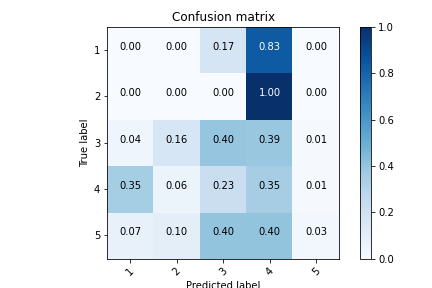 Confusion matrix
1.0
1 0.00 0.00 0.17 0.83 0.00
0.8
2 0.00 0.00 0.00 1.00 0.00
0.6
True label
3 0.04 0.16 0.40 0.39 0.01
0.4
4 0.35 0.06 0.23 0.35 0.01
0.2
5 0.07 0.10 0.40 0.40 0.03
0.0
1 2 3 4 5
Predicted label